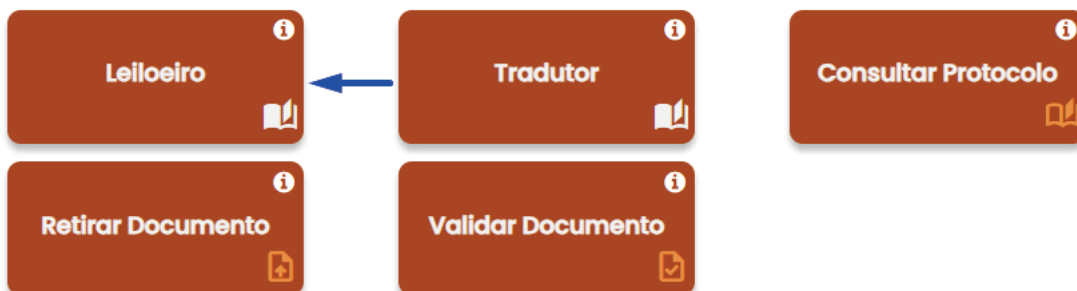 Leiloeiro
Tradutor
Consultar Protocolo
Retirar Documento
Validar Documento